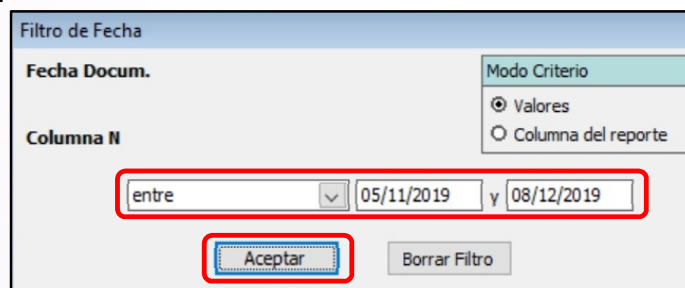 Filtro de Fecha
Fecha Docum.
Modo Criterio
Valores
Columna del reporte
Columna N
entre 05/11/2019 y 08/12/2019
Aceptar Borrar Filtro